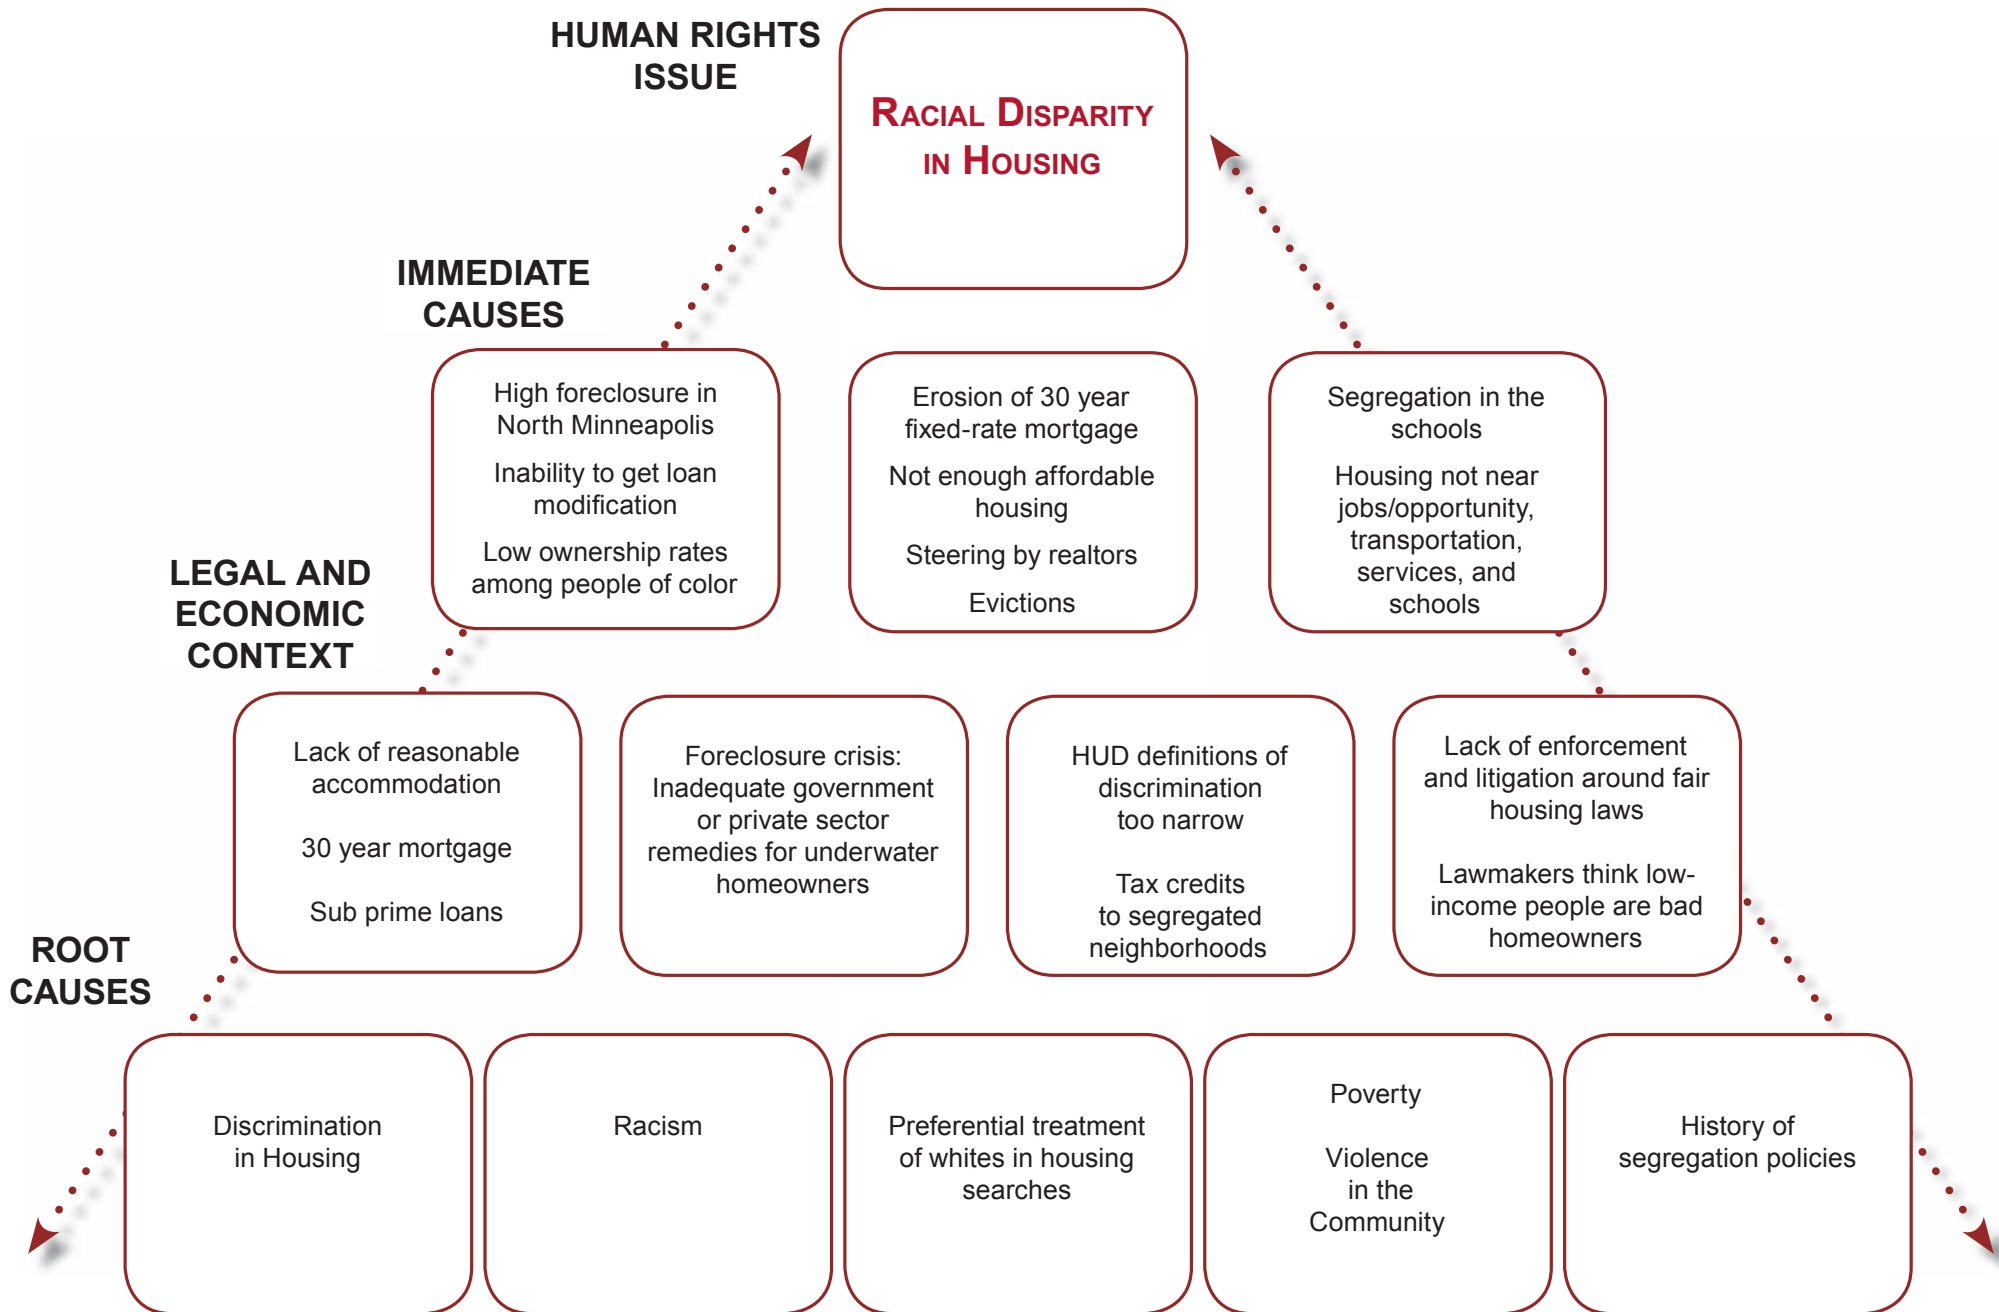 HUMAN RIGHTS
ISSUE
RACIAL DISPARITY
IN HOUSING
IMMEDIATE
CAUSES
High foreclosure in
North Minneapolis
Inability to get loan
modification
Low ownership rates
among people of color
Erosion of 30 year
fixed-rate mortgage
Not enough affordable
housing
Steering by realtors
Evictions
Segregation in the
schools
Housing not near
jobs/opportunity,
transportation,
services, and
schools
LEGAL AND
ECONOMIC
CONTEXT
Lack of reasonable
accommodation
30 year mortgage
Sub prime loans
Foreclosure crisis:
Inadequate government
or private sector
remedies for underwater
homeowners
HUD definitions of
discrimination
too narrow
Tax credits
to segregated
neighborhoods
Lack of enforcement
and litigation around fair
housing laws
Lawmakers think low-
income people are bad
homeowners
ROOT
CAUSES
Discrimination
in Housing
Racism
Preferential treatment
of whites in housing
searches
Poverty
Violence
in the
Community
History of
segregation policies